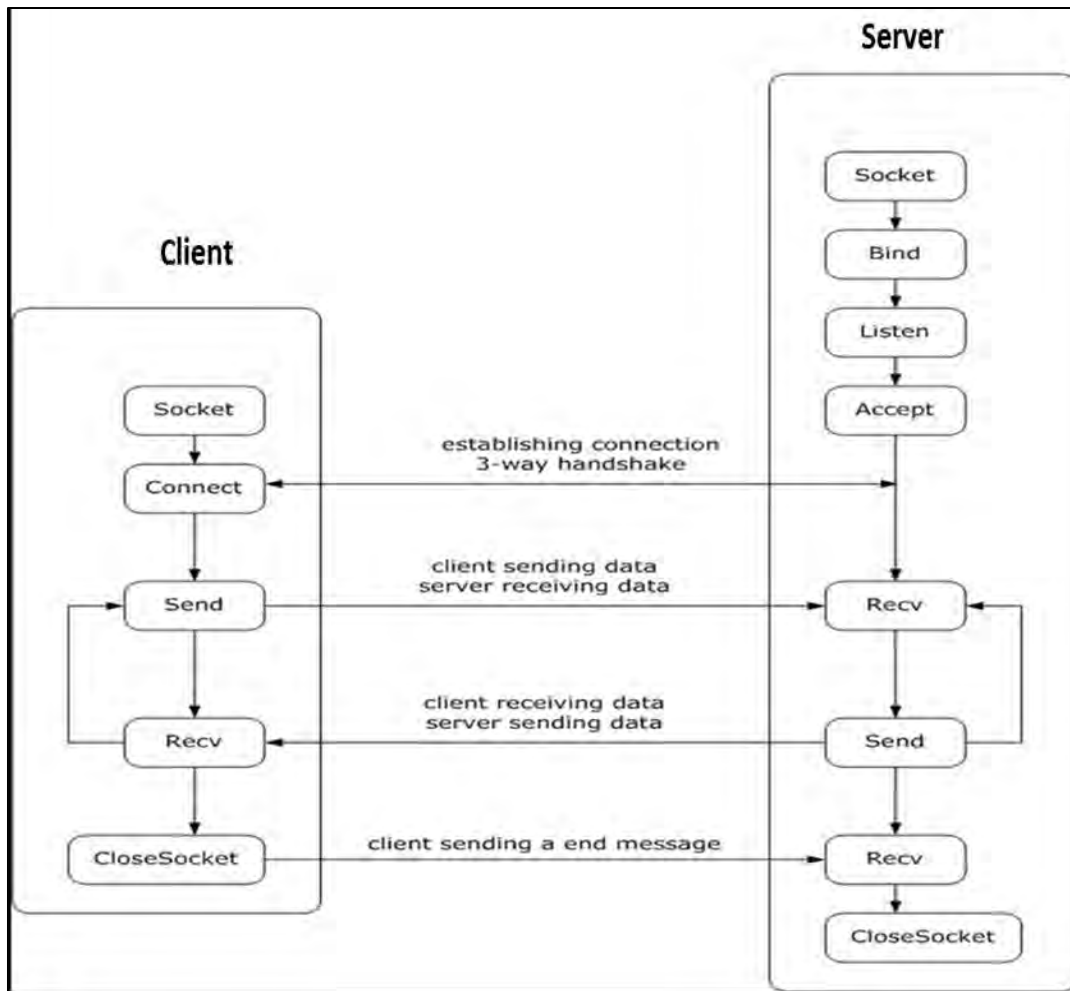 Server
Socket
Bind
Client
Listen
Socket
Accept
establishing connection
3-way handshake
Connect
client sending data
server receiving data
Send
Recv
client receiving data
server sending data
Recv
Send
CloseSocket
client sending a end message
Recv
CloseSocket